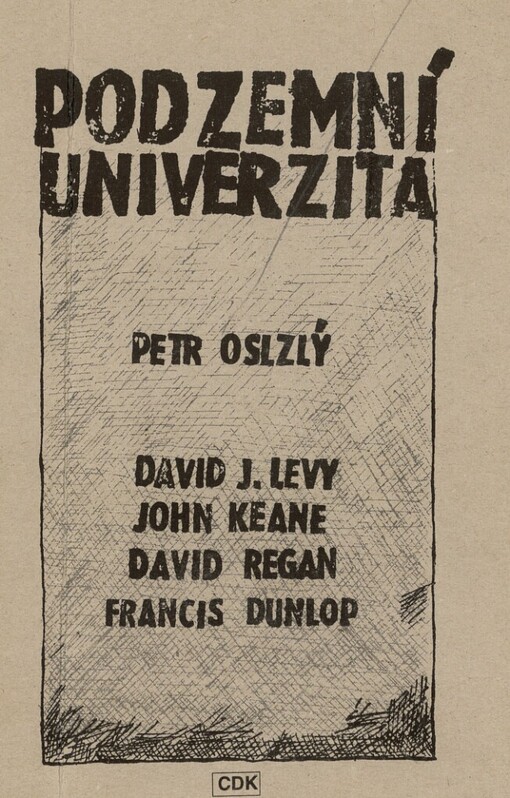 PODZEMNÍ
UNIVERZITA
PETR OSLZLÝ
DAVID J. LEVY
JOHN KEANE
DAVID REGAN
FRANCIS DUNLOP
CDK